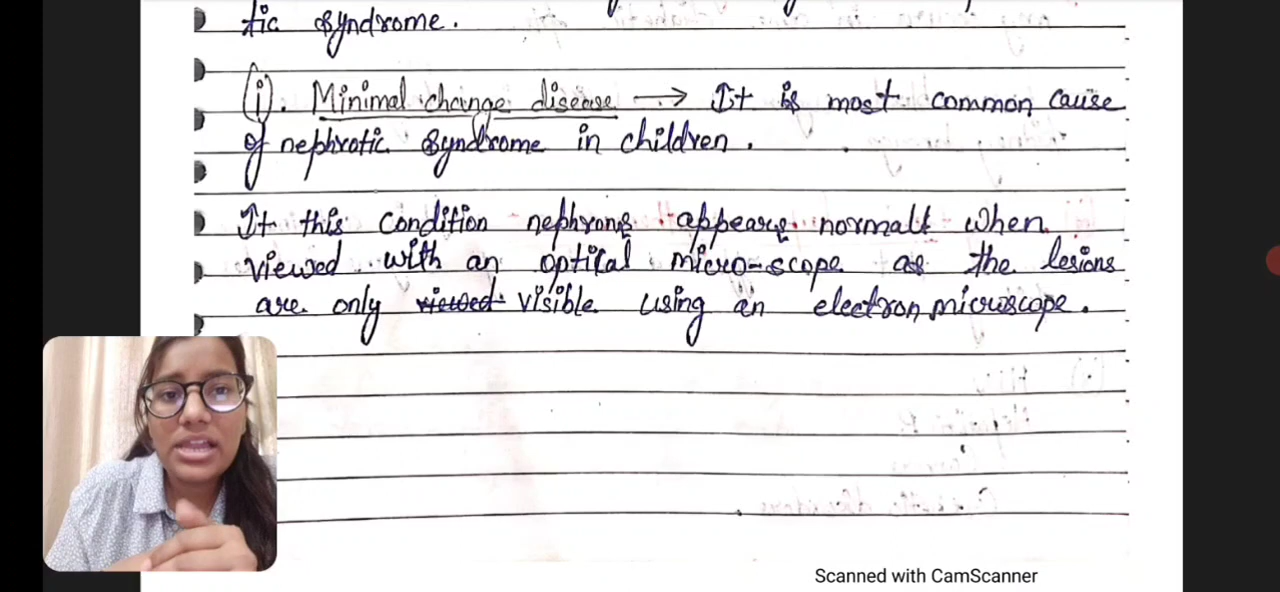 tic syndrome.
(i). Minimal change disease → It is most common cause
of nephrotic syndrome in children.
It this condition nephrons appears normalt when
viewed with an optical micro-scope as the lesions
are only viewed visible using an electron microscope.
Scanned with CamScanner